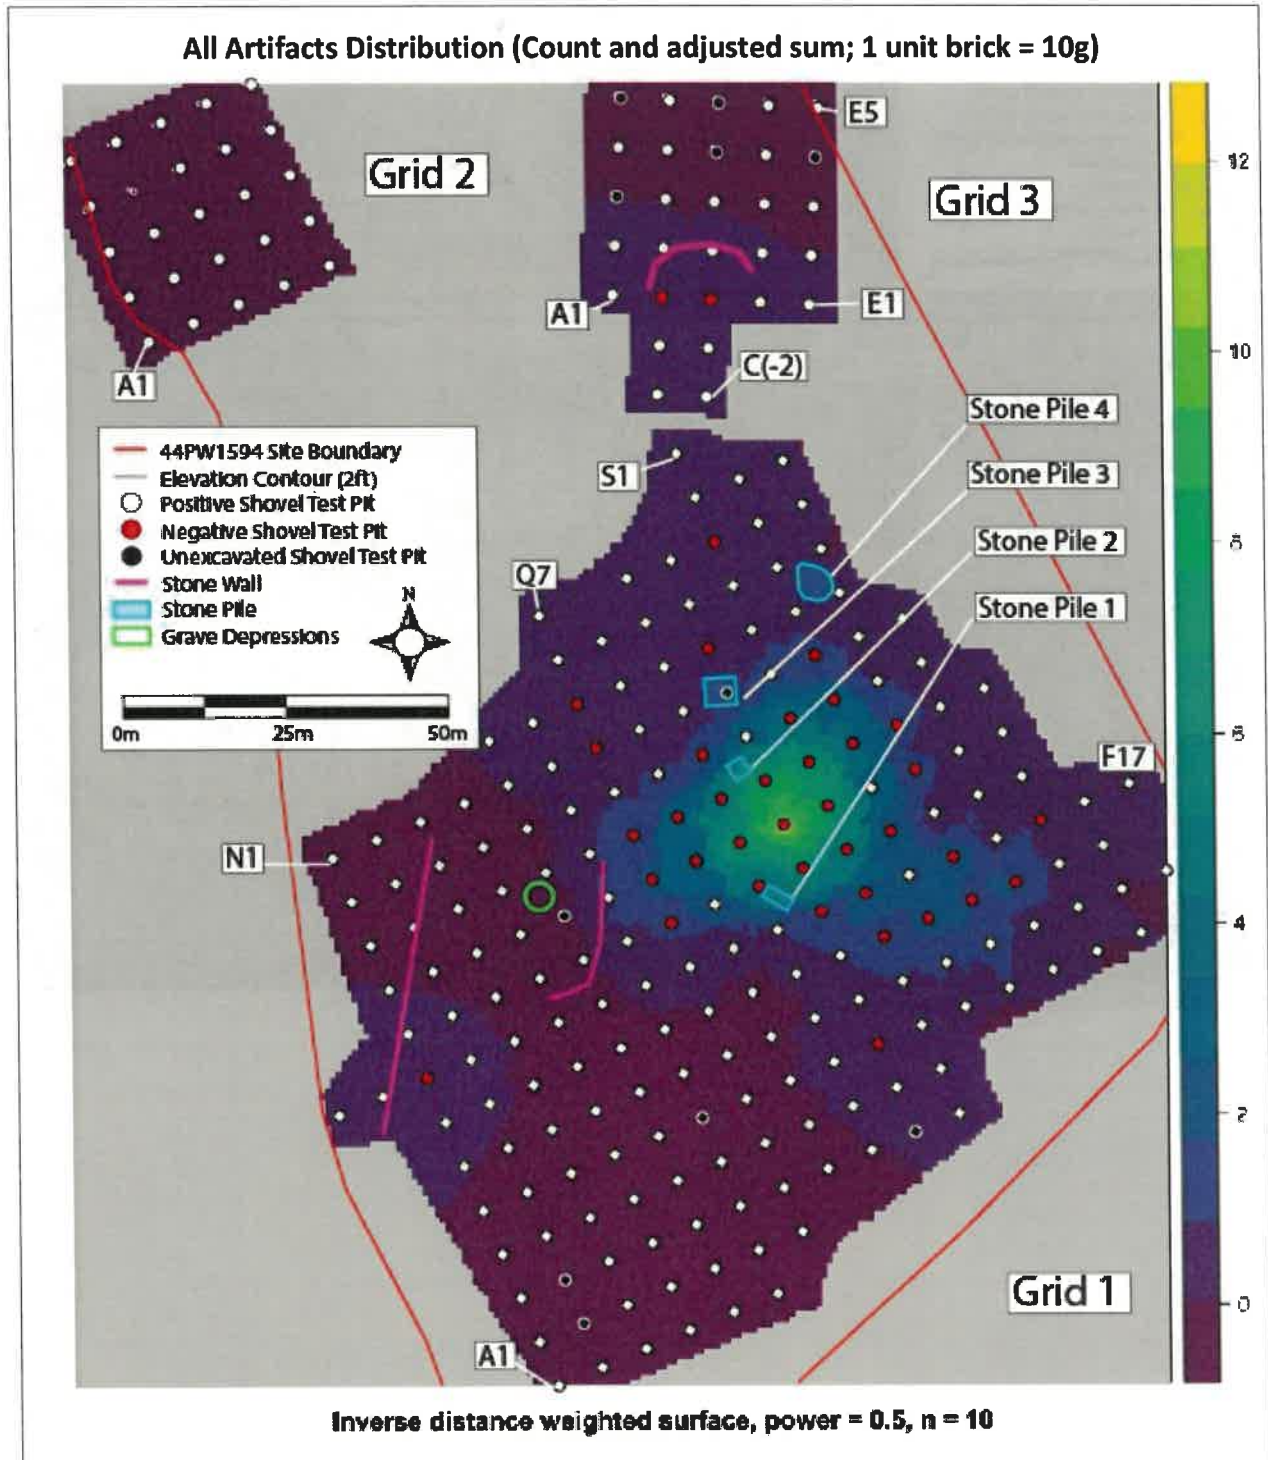 All Artifacts Distribution (Count and adjusted sum; 1 unit brick = 10g)
Grid 2
E5
Grid 3
12
A1
E1
10
C(-2)
A1
Stone Pile 4
S1
Stone Pile 3
Stone Pile 2
Stone Pile 1
8
44PW1594 Site Boundary
Elevation Contour (2ft)
Positive Shovel Test Pit
Negative Shovel Test Pit
Unexcavated Shovel Test Pit
Stone Wall
Stone Pile
Grave Depressions
N
0m 25m 50m
Q7
6
F17
N1
4
2
0
Grid 1
A1
Inverse distance weighted surface, power = 0.5, n = 10